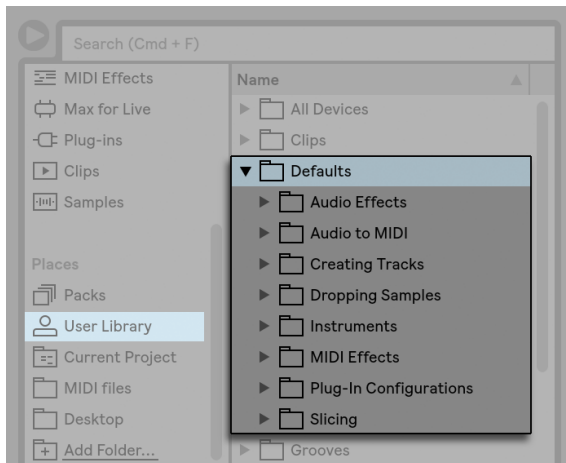 Search (Cmd + F)
MIDI Effects
Max for Live
Plug-ins
Clips
Samples
Places
Packs
User Library
Current Project
MIDI files
Desktop
Add Folder...
Name
All Devices
Clips
Defaults
Audio Effects
Audio to MIDI
Creating Tracks
Dropping Samples
Instruments
MIDI Effects
Plug-In Configurations
Slicing
Grooves